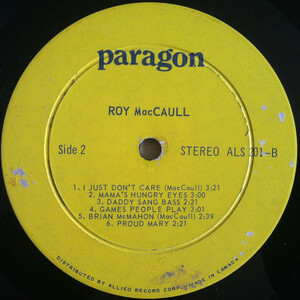 paragon
ROY MacCAULL
Side 2
STEREO ALS 201-B
1. I JUST DON'T CARE (MacCaull) 3:21
2. MAMA'S HUNGRY EYES 3:00
3. DADDY SANG BASS 2:21
4. GAMES PEOPLE PLAY 3:01
5. BRIAN McMAHON (MacCaull) 2:39
6. PROUD MARY 2:21
DISTRIBUTED BY ALLIED RECORD CORP. MADE IN CANADA